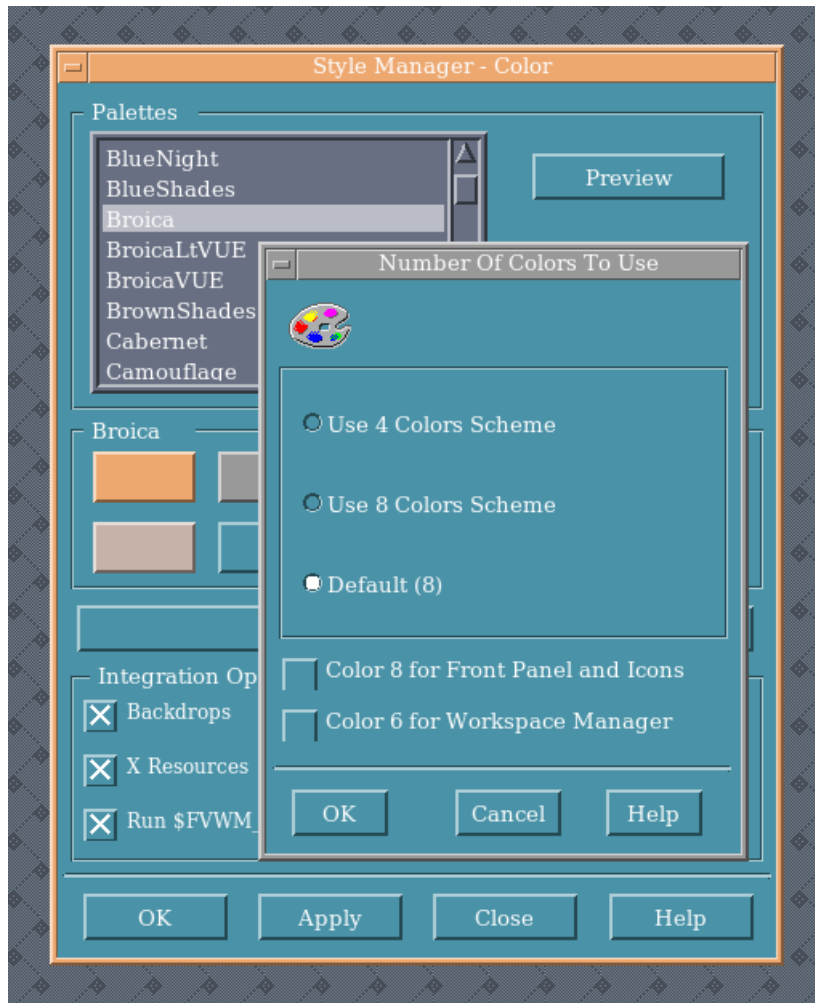 Style Manager - Color
Palettes
BlueNight
BlueShades
Broica
BroicaLtVUE
BroicaVUE
BrownShades
Cabernet
Camouflage
Preview
Broica
Integration Op
Backdrops
X Resources
Run $FVWM_
OK
Apply
Close
Help
Number Of Colors To Use
Use 4 Colors Scheme
Use 8 Colors Scheme
Default (8)
Color 8 for Front Panel and Icons
Color 6 for Workspace Manager
OK
Cancel
Help